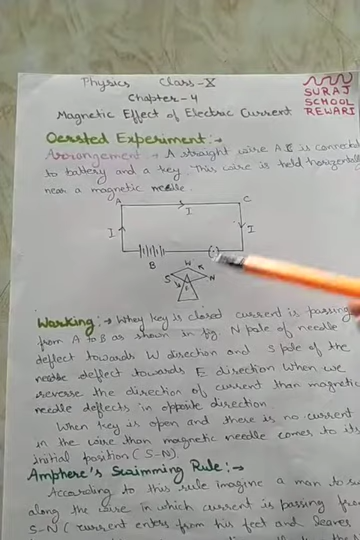 Physics Class-X
SURAJ
SCHOOL
REWARI
Chapter-4
Magnetic Effect of Electric Current
Oersted Experiment:→
Arrangement → A straight wire AC is connected
to battery and a key. This wire is held horizontally
near a magnetic needle.
A I C
I I
B
W
S N
Working:→ Whey key is closed current is passing
from A to B as shown in fig N pole of needle
deflect towards W direction and S pole of the
needle deflect towards E direction When we
reverse the direction of current than magnetic
needle deflects in opposite direction.
When key is open and there is no current
in the wire than magnetic needle comes to its
initial position (S-N).
Amphere's Swimming Rule:→
According to this rule imagine a man to
along the wire in which current is passing from
S-N (current enters from his feet and leaves